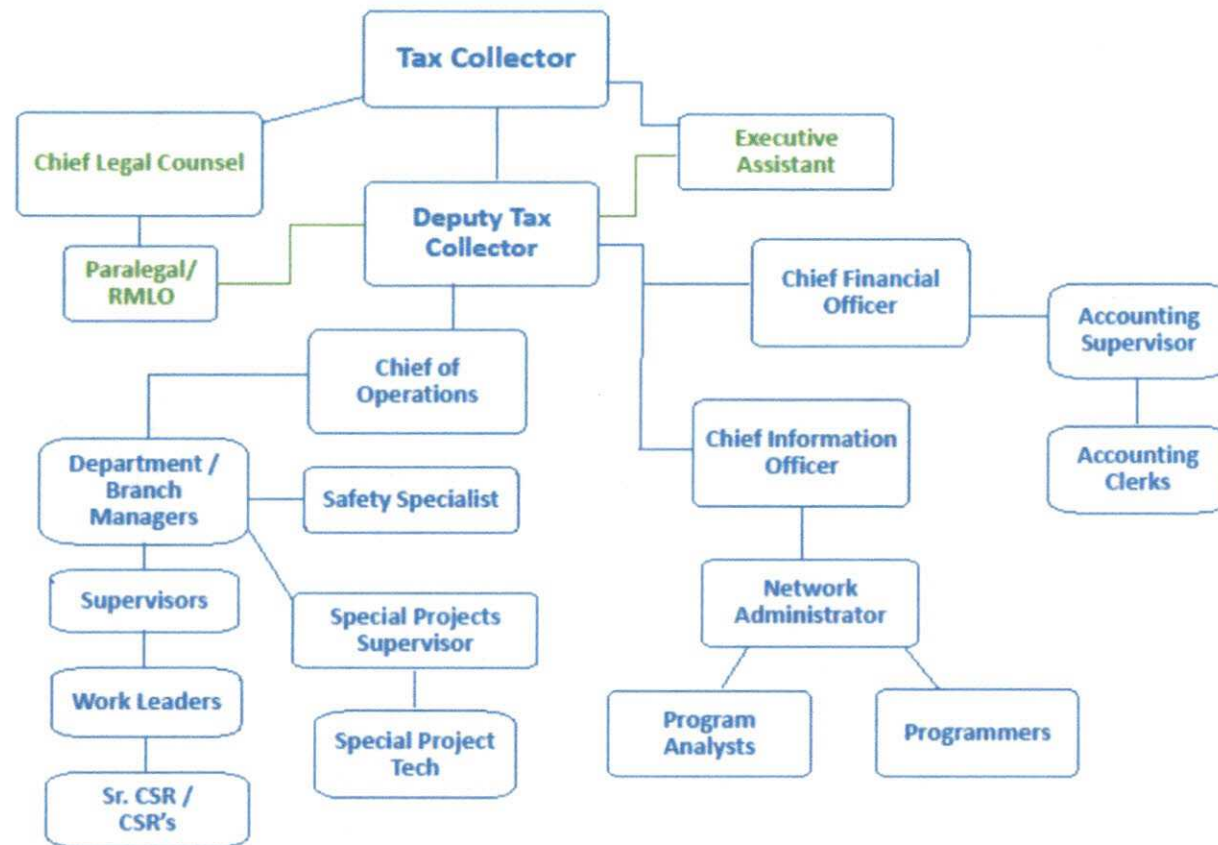 Tax Collector
Chief Legal Counsel
Executive
Assistant
Deputy Tax
Collector
Paralegal/
RMLO
Chief Financial
Officer
Accounting
Supervisor
Chief of
Operations
Chief Information
Officer
Accounting
Clerks
Department /
Branch
Managers
Safety Specialist
Supervisors
Network
Administrator
Special Projects
Supervisor
Work Leaders
Program
Analysts
Programmers
Special Project
Tech
Sr. CSR /
CSR's